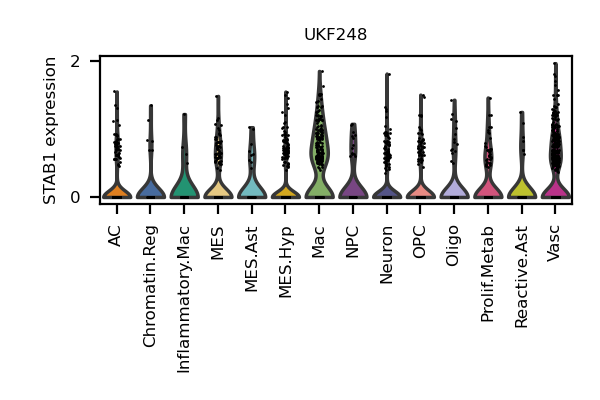 UKF248
STAB1 expression
2
0
AC
Chromatin.Reg
Inflammatory.Mac
MES
MES.Ast
MES.Hyp
Mac
NPC
Neuron
OPC
Oligo
Prolif.Metab
Reactive.Ast
Vasc